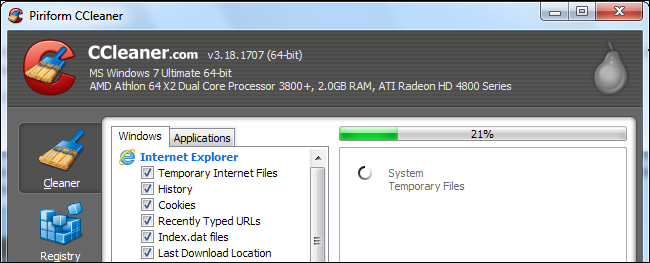 Piriform CCleaner
CCleaner.com v3.18.1707 (64-bit)
MS Windows 7 Ultimate 64-bit
AMD Athlon 64 X2 Dual Core Processor 3800+, 2.0GB RAM, ATI Radeon HD 4800 Series
Cleaner
Registry
Windows Applications
Internet Explorer
Temporary Internet Files
History
Cookies
Recently Typed URLs
Index.dat files
Last Download Location
21%
System
Temporary Files